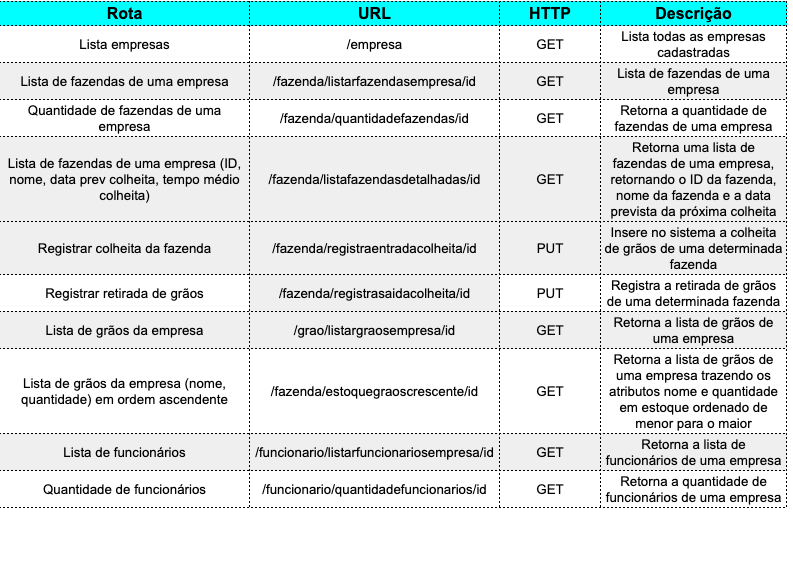 Rota URL HTTP Descrição
Lista empresas /empresa GET Lista todas as empresas
cadastradas
Lista de fazendas de uma empresa /fazenda/listarfazendasempresa/id GET Lista de fazendas de uma
empresa
Quantidade de fazendas de uma
empresa /fazenda/quantidadefazendas/id GET Retorna a quantidade de
fazendas de uma empresa
Lista de fazendas de uma empresa (ID,
nome, data prev colheita, tempo médio
colheita) /fazenda/listafazendasdetalhadas/id GET Retorna uma lista de
fazendas de uma empresa,
retornando o ID da fazenda,
nome da fazenda e a data
prevista da próxima colheita
Registrar colheita da fazenda /fazenda/registraentradacolheita/id PUT Insere no sistema a colheita
de grãos de uma determinada
fazenda
Registrar retirada de grãos /fazenda/registrasaidacolheita/id PUT Registra a retirada de grãos
de uma determinada fazenda
Lista de grãos da empresa /grao/listargraosempresa/id GET Retorna a lista de grãos de
uma empresa
Lista de grãos da empresa (nome,
quantidade) em ordem ascendente /fazenda/estoquegraoscrescente/id GET Retorna a lista de grãos de
uma empresa trazendo os
atributos nome e quantidade
em estoque ordenado de
menor para o maior
Lista de funcionários /funcionario/listarfuncionariosempresa/id GET Retorna a lista de
funcionários de uma empresa
Quantidade de funcionários /funcionario/quantidadefuncionarios/id GET Retorna a quantidade de
funcionários de uma empresa